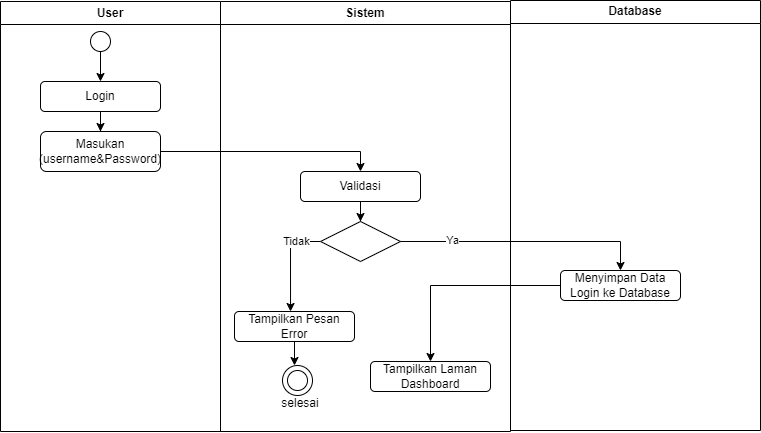 User
Sistem
Database
Login
Masukan
(username&Password)
Validasi
Tidak
Ya
Menyimpan Data
Login ke Database
Tampilkan Pesan
Error
Tampilkan Laman
Dashboard
selesai